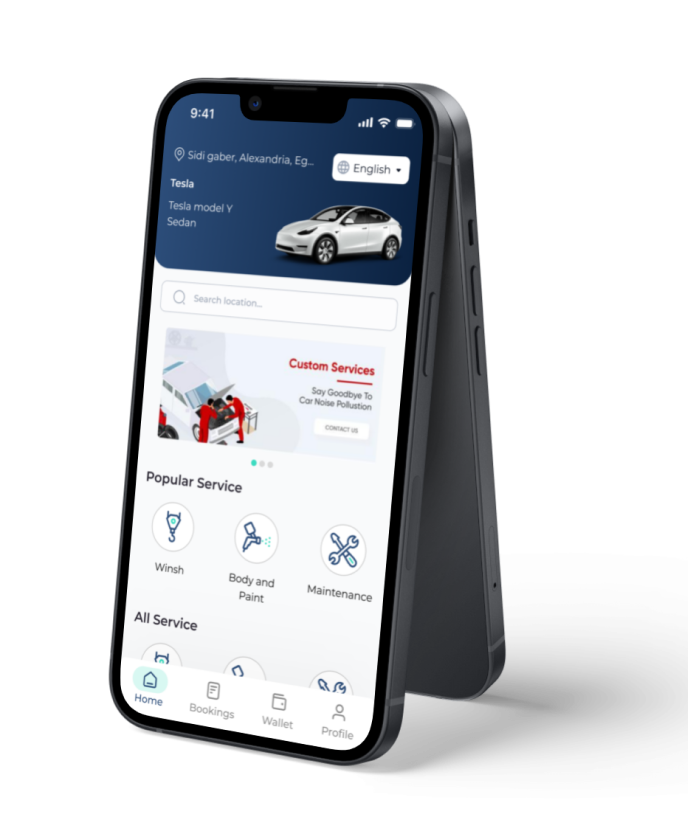 9:41
Sidi gaber, Alexandria, Eg...
English
Tesla
Tesla model Y
Sedan
Search location...
Custom Services
Say Goodbye To
Car Noise Pollustion
CONTACT US
Popular Service
Winsh
Body and
Paint
Maintenance
All Service
Home
Bookings
Wallet
Profile